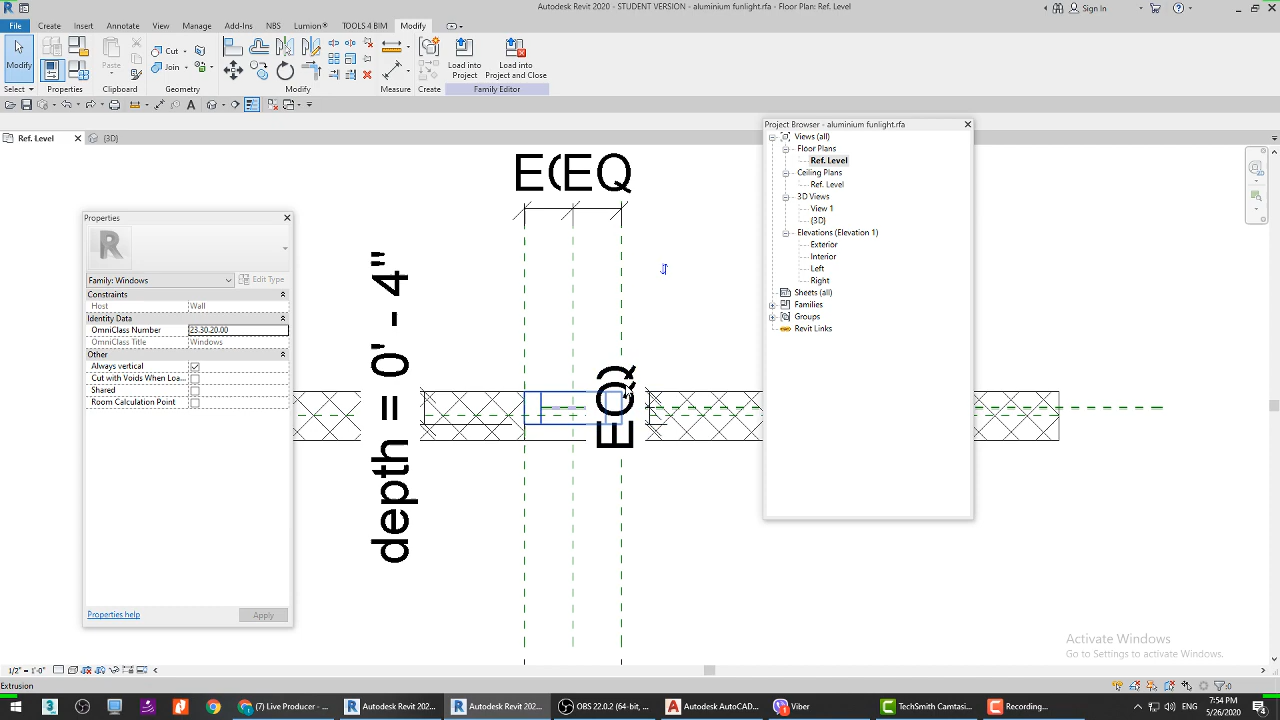 Autodesk Revit 2020 - STUDENT VERSION - aluminium funlight.rfa - Floor Plan: Ref. Level
Sign In
File Create Insert Annotate View Manage Add-Ins NBS Lumion® TOOLS 4 BIM Modify
Modify
Paste
Cut
Join
Load into
Project
Load into
Project and Close
Select Properties Clipboard Geometry Modify Measure Create Family Editor
Ref. Level
{3D}
Project Browser - aluminium funlight.rfa
Views (all)
Floor Plans
Ref. Level
Ceiling Plans
Ref. Level
3D Views
View 1
{3D}
Elevations (Elevation 1)
Exterior
Interior
Left
Right
Sheets (all)
Families
Groups
Revit Links
EQ
EQ
depth = 0' - 4"
EQ
Properties
Family: Windows
Edit Type
Constraints
Host Wall
Identity Data
OmniClass Number 23.30.20.00
OmniClass Title Windows
Other
Always vertical
Cut with Voids When Loa...
Shared
Room Calculation Point
Properties help
Apply
Activate Windows
Go to Settings to activate Windows.
1/2" = 1'-0"
Extrusion
:0
(7) Live Producer - ...
Autodesk Revit 202...
Autodesk Revit 202...
OBS 22.0.2 (64-bit, ...
Autodesk AutoCAD...
Viber
TechSmith Camtasi...
Recording...
7:54 PM
5/26/2020